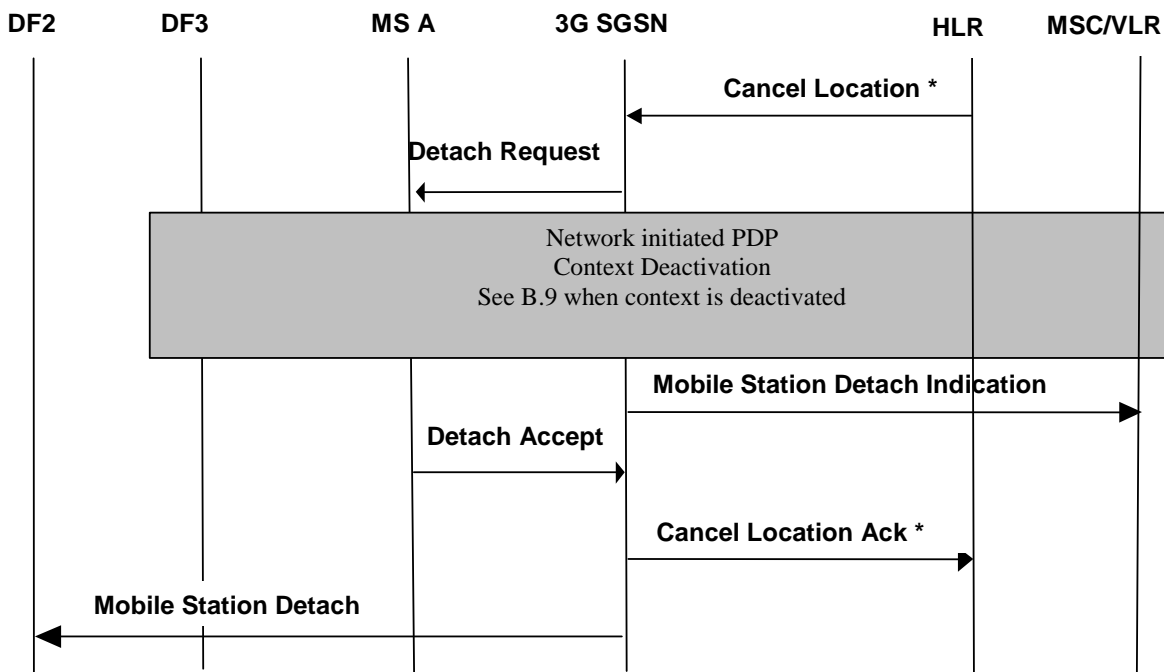 DF2 DF3 MS A 3G SGSN HLR MSC/VLR
Cancel Location *
Detach Request
Network initiated PDP
Context Deactivation
See B.9 when context is deactivated
Mobile Station Detach Indication
Detach Accept
Cancel Location Ack *
Mobile Station Detach